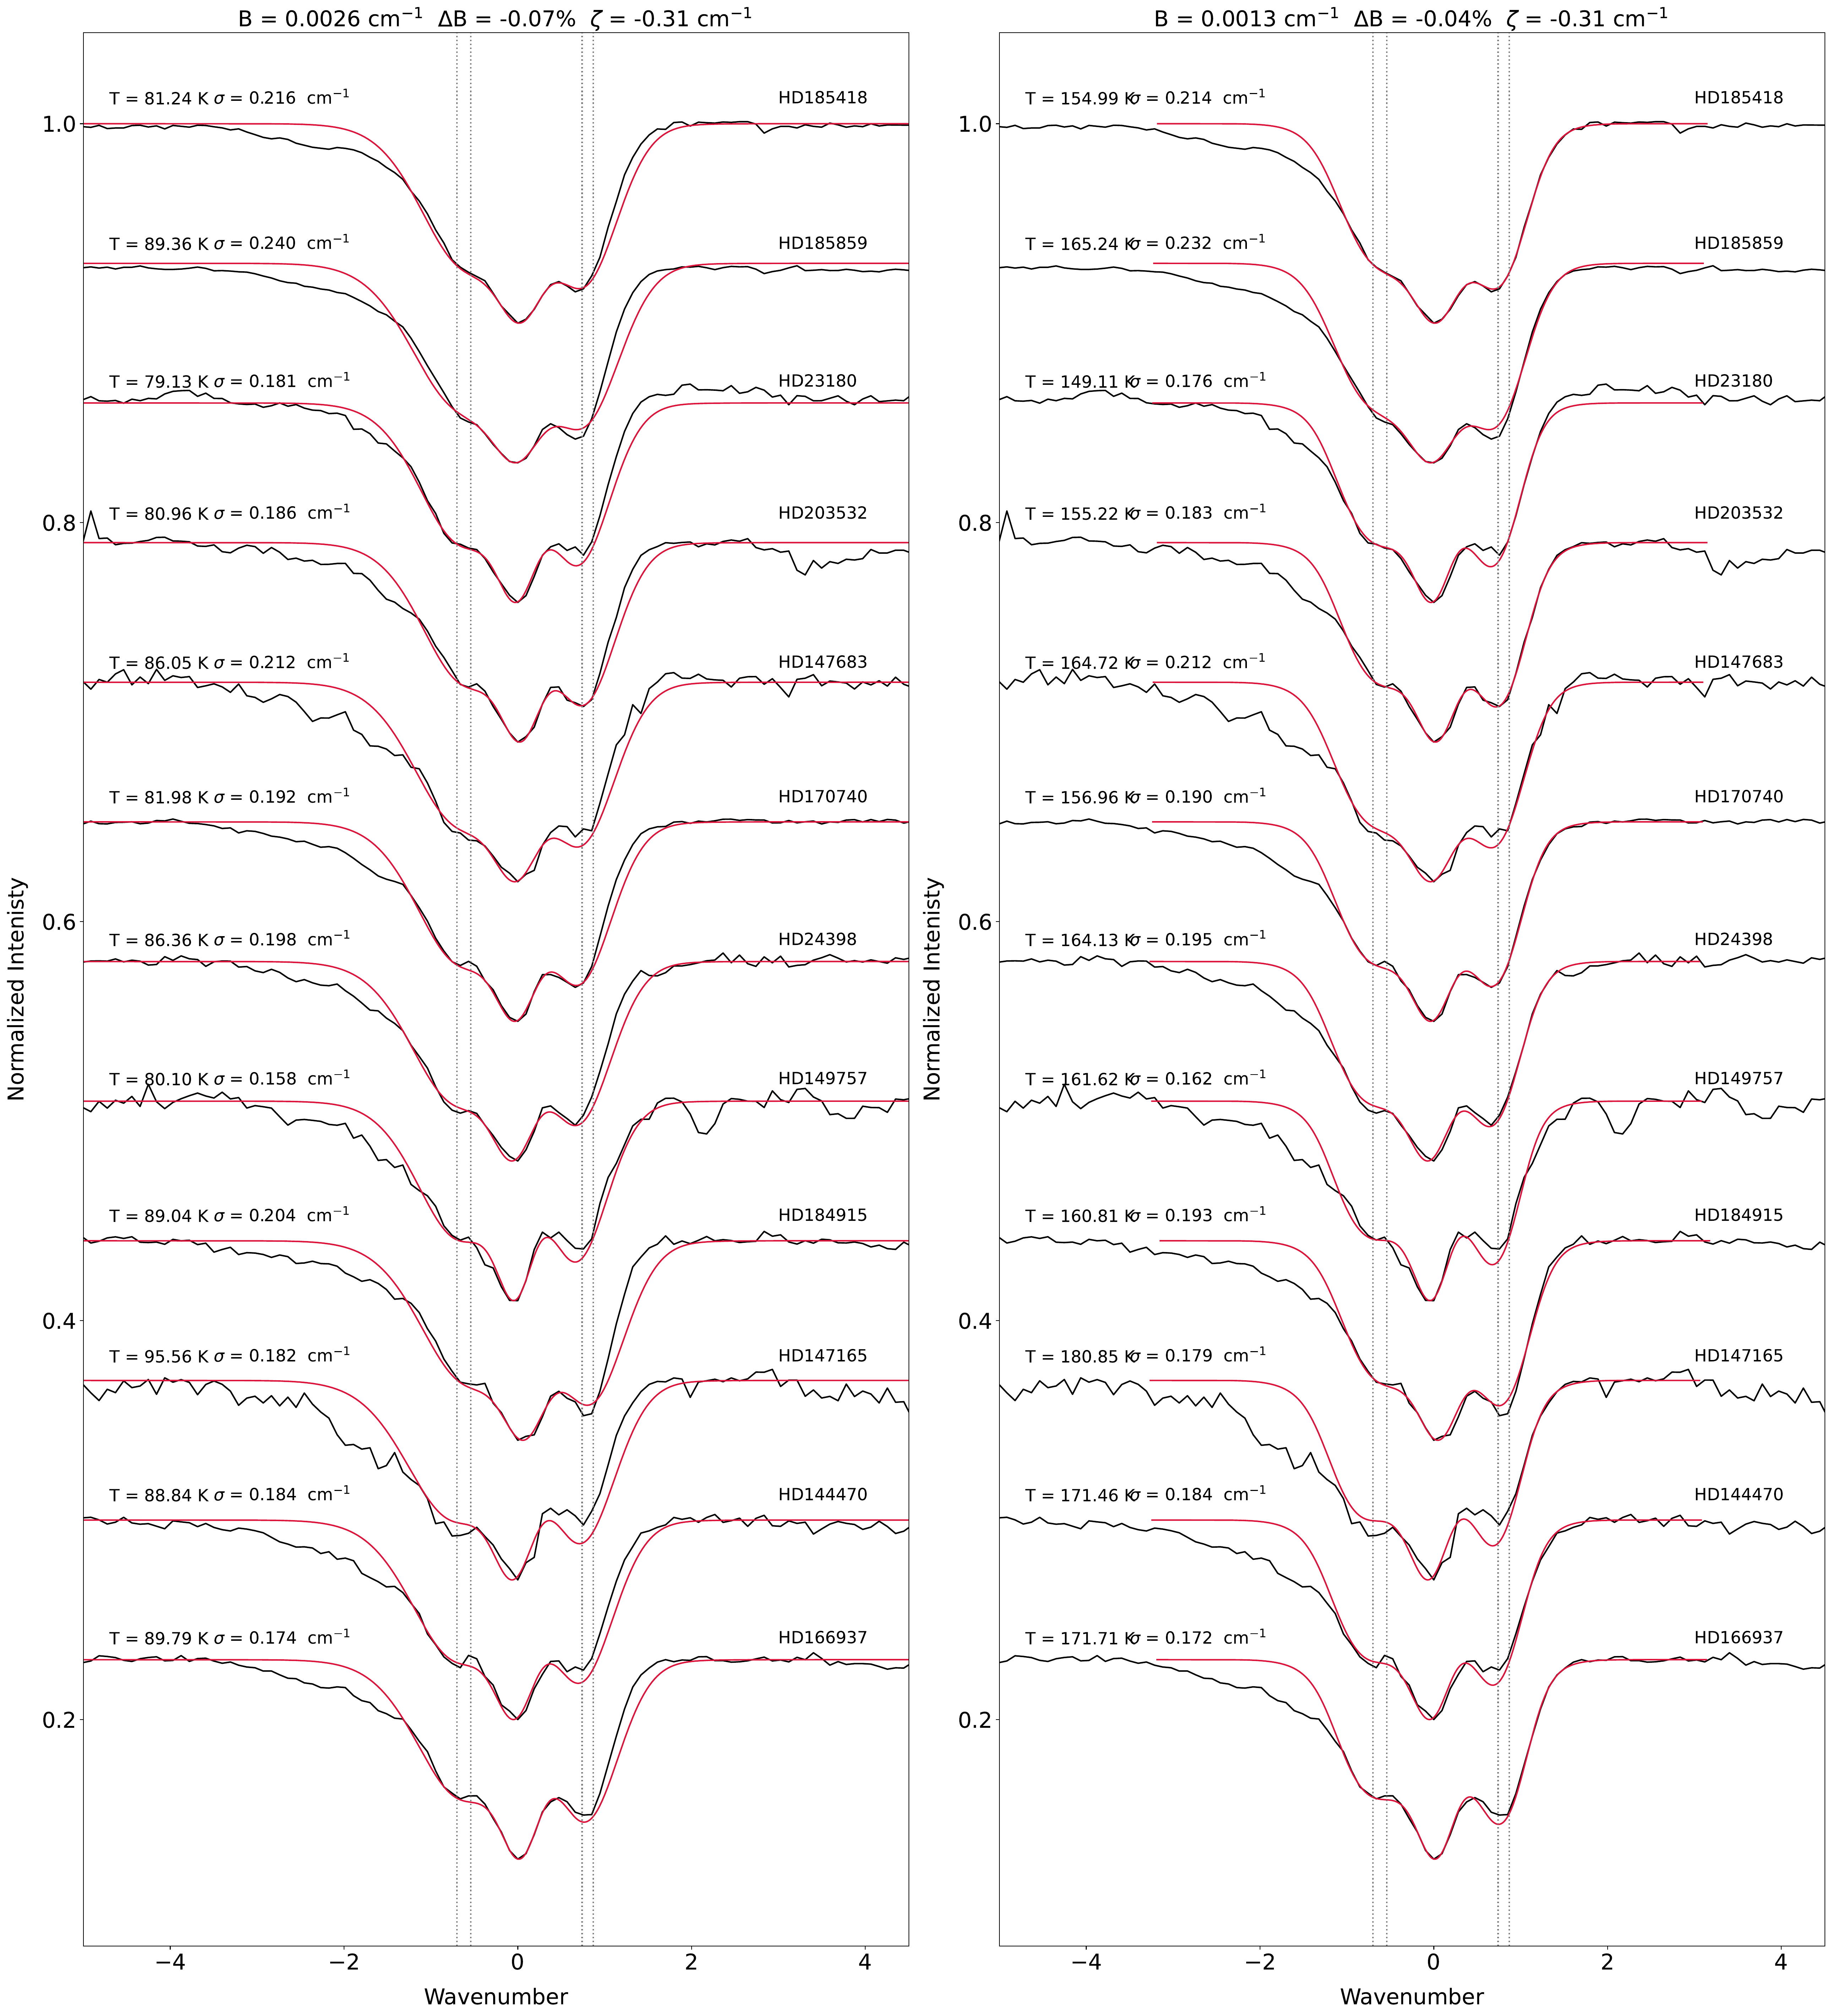 B = 0.0026 cm⁻¹ ΔB = -0.07% ζ = -0.31 cm⁻¹
T = 81.24 K σ = 0.216 cm⁻¹ HD185418
1.0
T = 89.36 K σ = 0.240 cm⁻¹ HD185859
T = 79.13 K σ = 0.181 cm⁻¹ HD23180
T = 80.96 K σ = 0.186 cm⁻¹ HD203532
0.8
T = 86.05 K σ = 0.212 cm⁻¹ HD147683
T = 81.98 K σ = 0.192 cm⁻¹ HD170740
0.6
T = 86.36 K σ = 0.198 cm⁻¹ HD24398
T = 80.10 K σ = 0.158 cm⁻¹ HD149757
T = 89.04 K σ = 0.204 cm⁻¹ HD184915
0.4
T = 95.56 K σ = 0.182 cm⁻¹ HD147165
T = 88.84 K σ = 0.184 cm⁻¹ HD144470
T = 89.79 K σ = 0.174 cm⁻¹ HD166937
0.2
Normalized Intenisty
−4 −2 0 2 4
Wavenumber
B = 0.0013 cm⁻¹ ΔB = -0.04% ζ = -0.31 cm⁻¹
T = 154.99 K σ = 0.214 cm⁻¹ HD185418
1.0
T = 165.24 K σ = 0.232 cm⁻¹ HD185859
T = 149.11 K σ = 0.176 cm⁻¹ HD23180
T = 155.22 K σ = 0.183 cm⁻¹ HD203532
0.8
T = 164.72 K σ = 0.212 cm⁻¹ HD147683
T = 156.96 K σ = 0.190 cm⁻¹ HD170740
0.6
T = 164.13 K σ = 0.195 cm⁻¹ HD24398
T = 161.62 K σ = 0.162 cm⁻¹ HD149757
T = 160.81 K σ = 0.193 cm⁻¹ HD184915
0.4
T = 180.85 K σ = 0.179 cm⁻¹ HD147165
T = 171.46 K σ = 0.184 cm⁻¹ HD144470
T = 171.71 K σ = 0.172 cm⁻¹ HD166937
0.2
Normalized Intenisty
−4 −2 0 2 4
Wavenumber